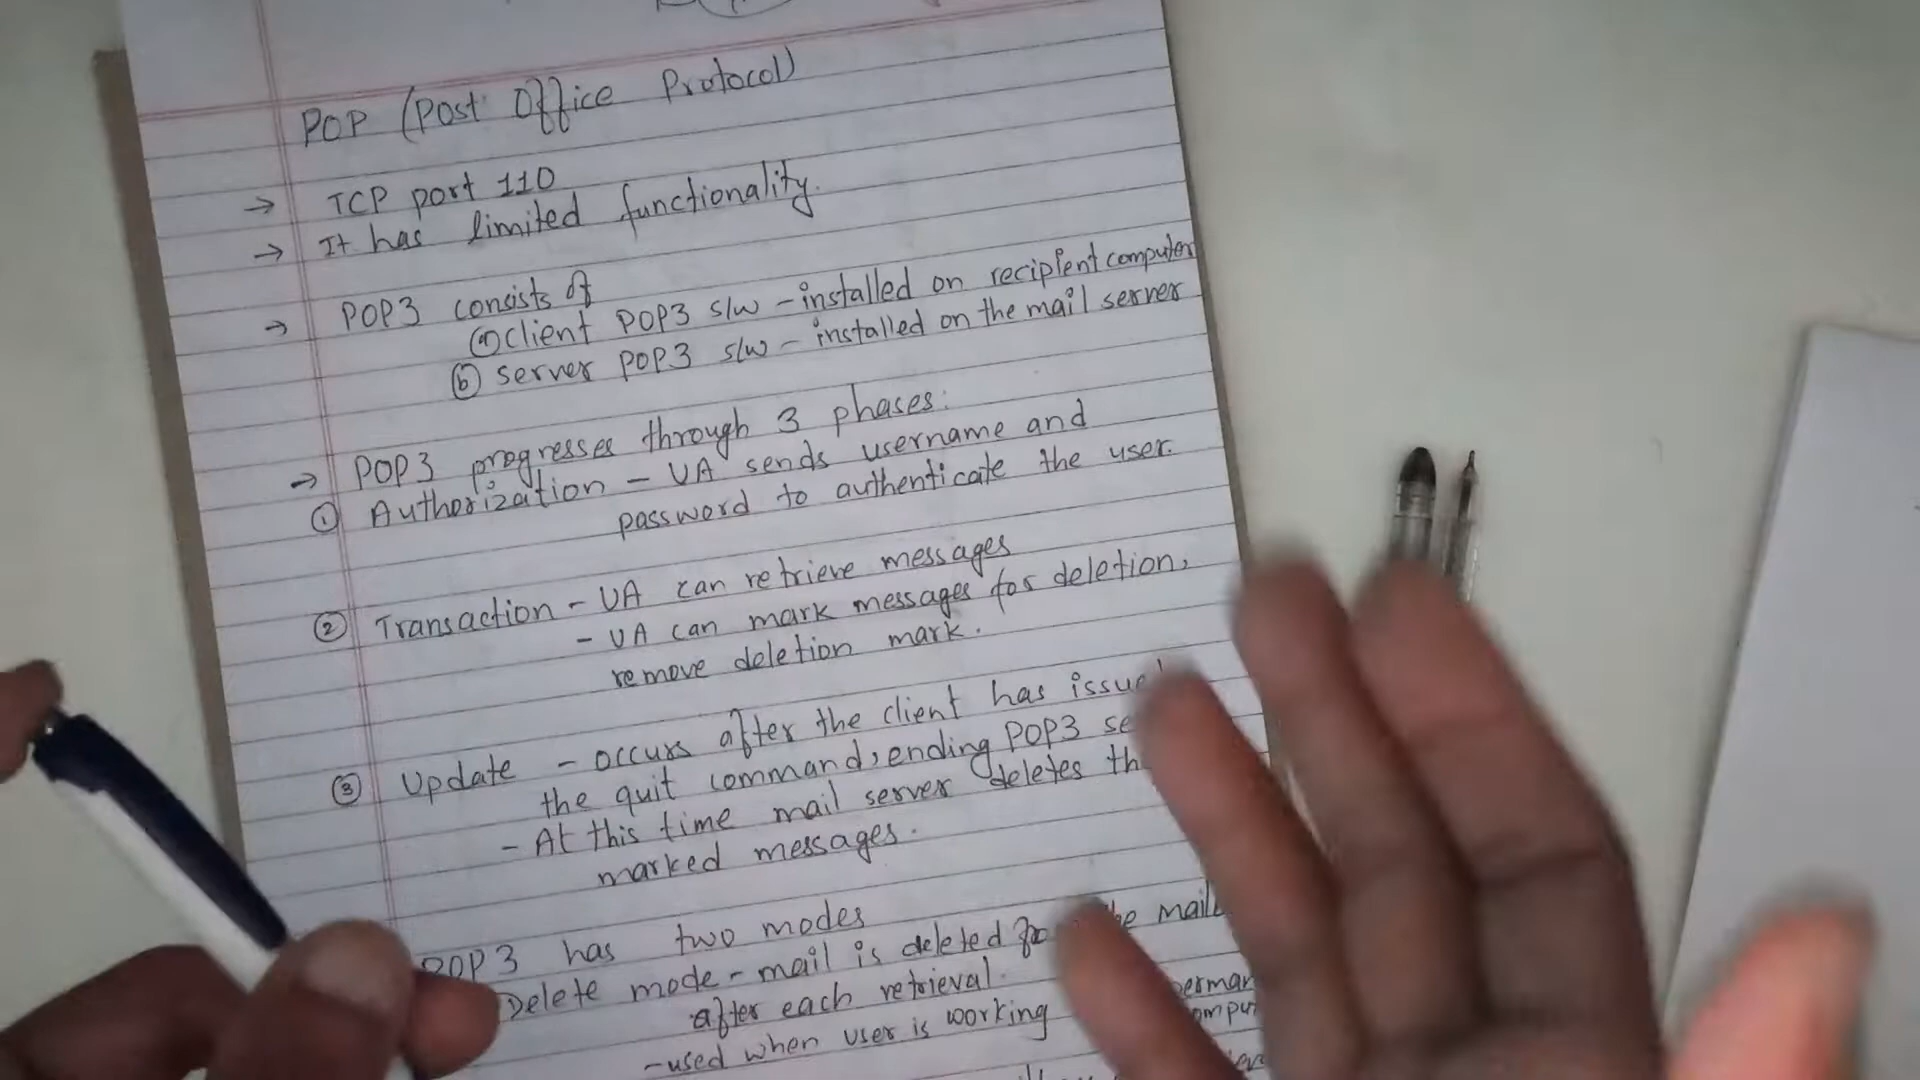 POP (Post Office Protocol)
→ TCP port 110
→ It has limited functionality.
→ POP3 consists of
ⓐ client POP3 s/w - installed on recipient computer
ⓑ server POP3 s/w - installed on the mail server
→ POP3 progresses through 3 phases:
① Authorization - UA sends username and
password to authenticate the user.
② Transaction - UA can retrieve messages
- UA can mark messages for deletion,
remove deletion mark.
③ Update - occurs after the client has
the quit command, ending POP3
- At this time mail server deletes
marked messages.
POP3 has two modes
Delete mode - mail is deleted
after each retrieval.
- used when user is working